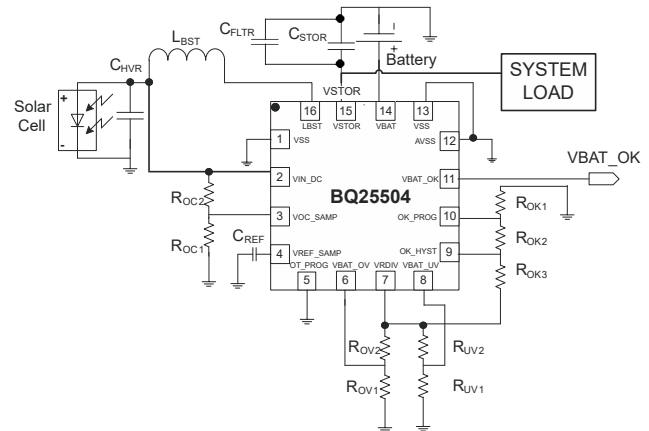 CFLTR
CSTOR
LBST
CHVR
Battery
-
+
VSTOR
SYSTEM
LOAD
Solar
Cell
+
-
16
15
14
13
LBST
VSTOR
VBAT
VSS
1
VSS
AVSS
12
2
VIN_DC
VBAT_OK
11
VBAT_OK
BQ25504
ROC2
3
VOC_SAMP
OK_PROG
10
ROK1
ROC1
ROK2
CREF
4
VREF_SAMP
OK_HYST
9
ROK3
OT_PROG
VBAT_OV
VRDIV
VBAT_UV
5
6
7
8
ROV2
RUV2
ROV1
RUV1